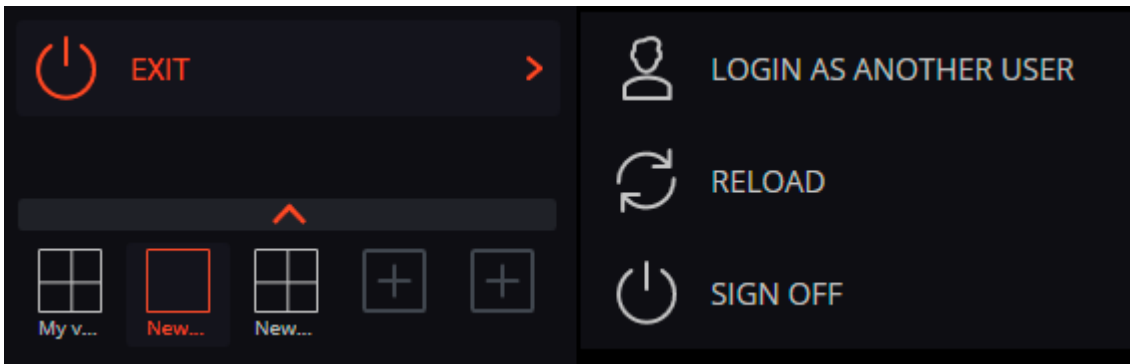 EXIT
My v...
New...
New...
LOGIN AS ANOTHER USER
RELOAD
SIGN OFF